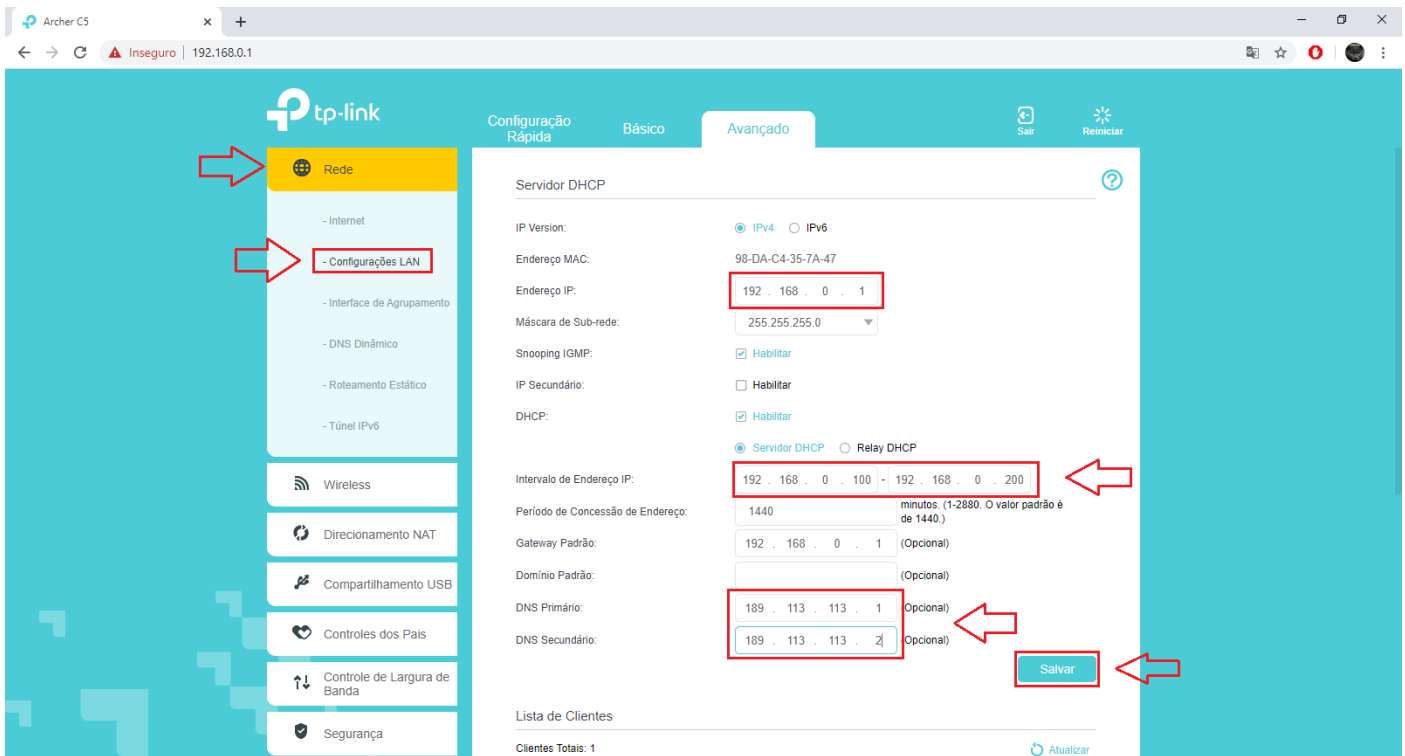 Archer C5
Inseguro | 192.168.0.1
tp-link
Configuração
Rápida
Básico
Avançado
Sair
Reiniciar
Rede
- Internet
- Configurações LAN
- Interface de Agrupamento
- DNS Dinâmico
- Roteamento Estático
- Túnel IPv6
Wireless
Direcionamento NAT
Compartilhamento USB
Controles dos Pais
Controle de Largura de
Banda
Segurança
Servidor DHCP
IP Version: IPv4 IPv6
Endereço MAC: 98-DA-C4-35-7A-47
Endereço IP: 192 . 168 . 0 . 1
Máscara de Sub-rede: 255.255.255.0
Snooping IGMP: Habilitar
IP Secundário: Habilitar
DHCP: Habilitar
Servidor DHCP Relay DHCP
Intervalo de Endereço IP: 192 . 168 . 0 . 100 - 192 . 168 . 0 . 200
Período de Concessão de Endereço: 1440 minutos. (1-2880. O valor padrão é
de 1440.)
Gateway Padrão: 192 . 168 . 0 . 1 (Opcional)
Domínio Padrão: (Opcional)
DNS Primário: 189 . 113 . 113 . 1 (Opcional)
DNS Secundário: 189 . 113 . 113 . 2 (Opcional)
Salvar
Lista de Clientes
Clientes Totais: 1
Atualizar